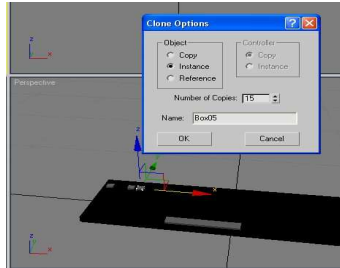 Clone Options
Object
Controller
Copy
Copy
Instance
Instance
Reference
Number of Copies: 15
Name: Box05
OK
Cancel
z
x
Perspective
z
x
z
x